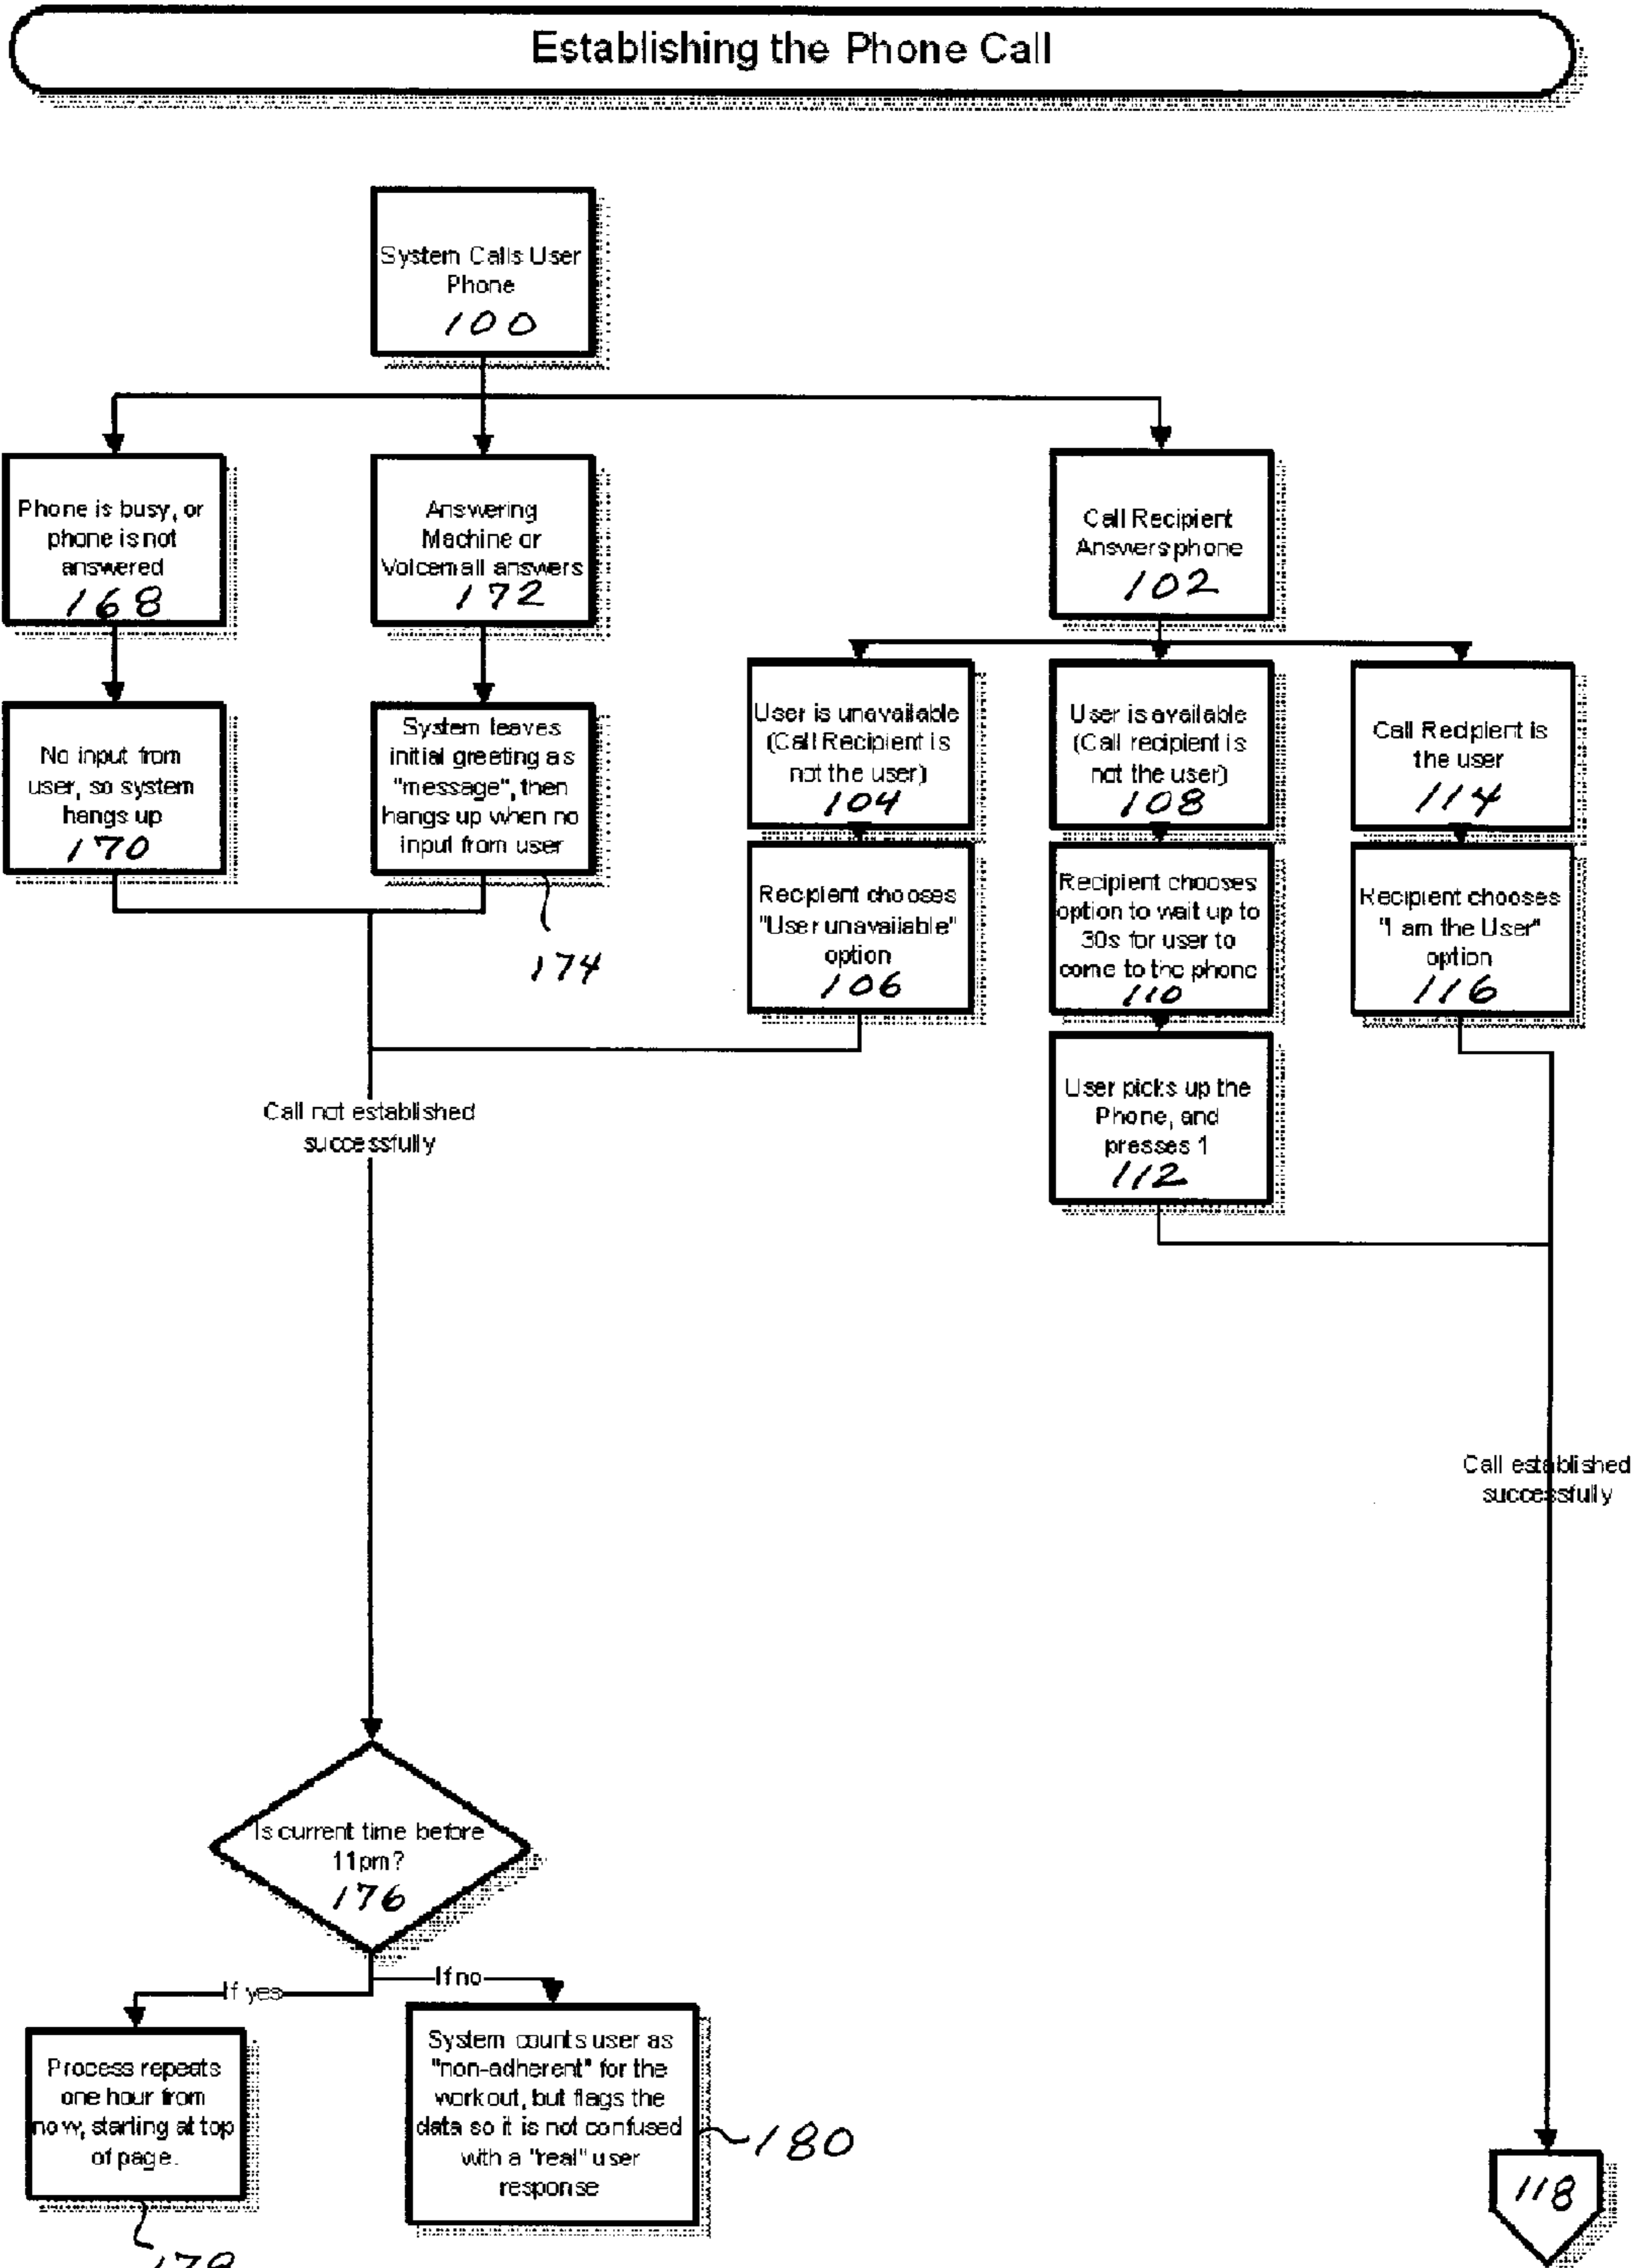 Establishing the Phone Call
System Calls User
Phone
100
Phone is busy, or
phone is not
answered
168
Answering
Machine or
Voicemail answers
172
Call Recipient
Answers phone
102
No input from
user, so system
hangs up
170
System leaves
initial greeting as
"message", then
hangs up when no
input from user
174
User is unavailable
(Call Recipient is
not the user)
104
User is available
(Call recipient is
not the user)
108
Call Recipient is
the user
114
Recipient chooses
"User unavailable"
option
106
Recipient chooses
option to wait up to
30s for user to
come to the phone
110
Recipient chooses
"I am the User"
option
116
User picks up the
Phone, and
presses 1
112
Call not established
successfully
Call established
successfully
Is current time before
11pm?
176
If yes
If no
Process repeats
one hour from
now, starting at top
of page.
178
System counts user as
"non-adherent" for the
workout, but flags the
data so it is not confused
with a "real" user
response
180
118